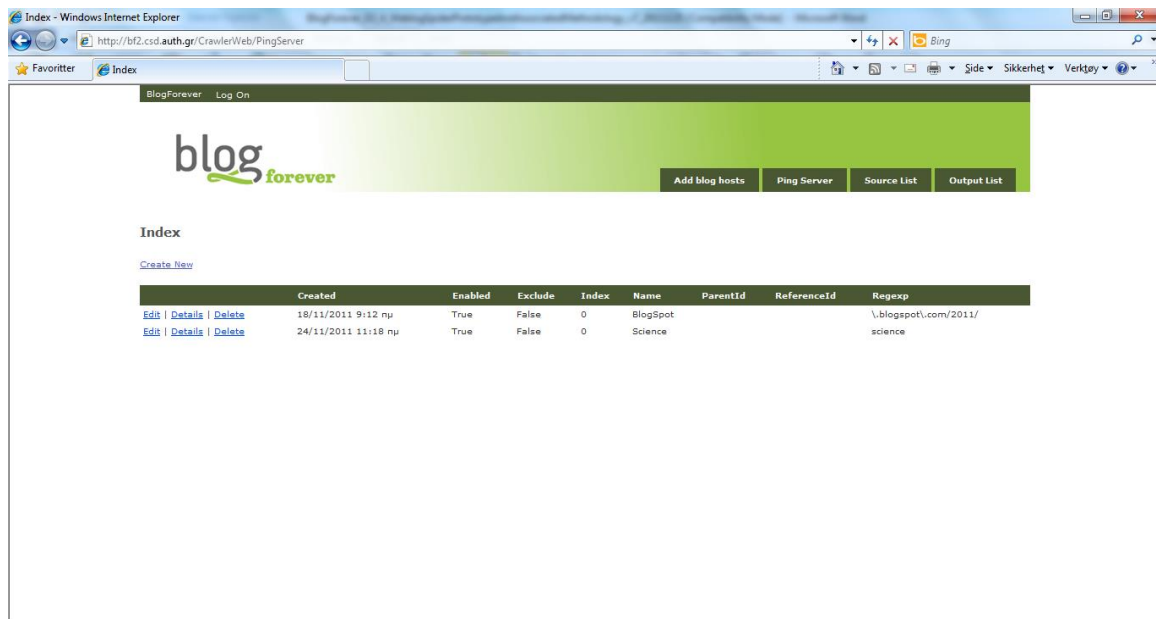 Index - Windows Internet Explorer
http://bf2.csd.auth.gr/CrawlerWeb/PingServer
Bing
Favoritter Index Side Sikkerhet Verktøy
BlogForever Log On
blog forever
Add blog hosts Ping Server Source List Output List
Index
Create New
Created Enabled Exclude Index Name ParentId ReferenceId Regexp
Edit | Details | Delete 18/11/2011 9:12 πμ True False 0 BlogSpot \.blogspot\.com/2011/
Edit | Details | Delete 24/11/2011 11:18 πμ True False 0 Science science